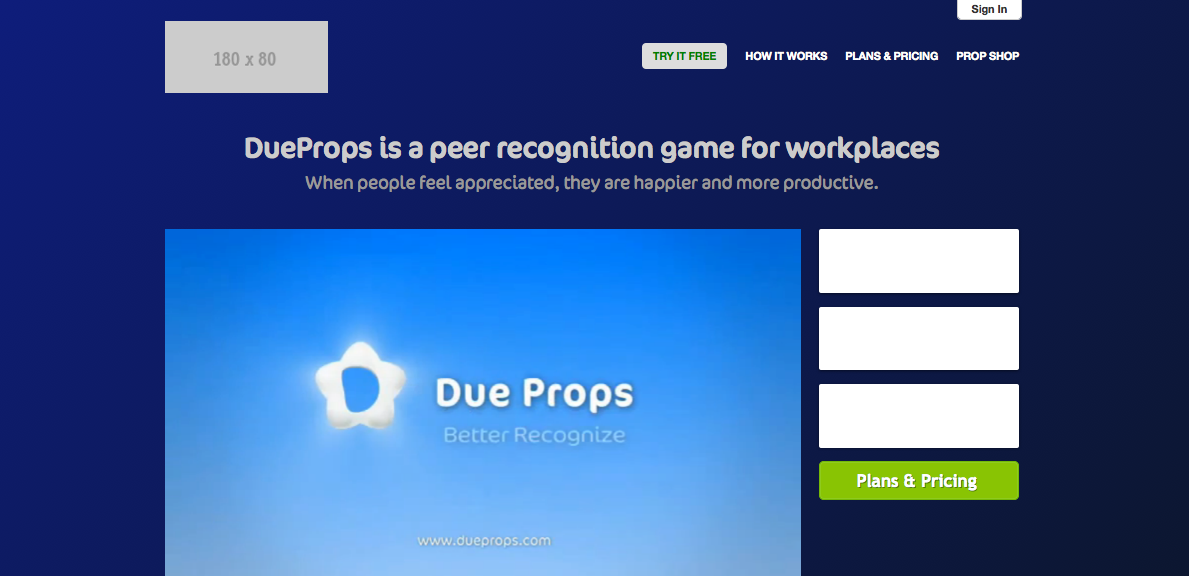 Sign In
180 x 80
TRY IT FREE HOW IT WORKS PLANS & PRICING PROP SHOP
DueProps is a peer recognition game for workplaces
When people feel appreciated, they are happier and more productive.
Due Props
Better Recognize
www.dueprops.com
Plans & Pricing